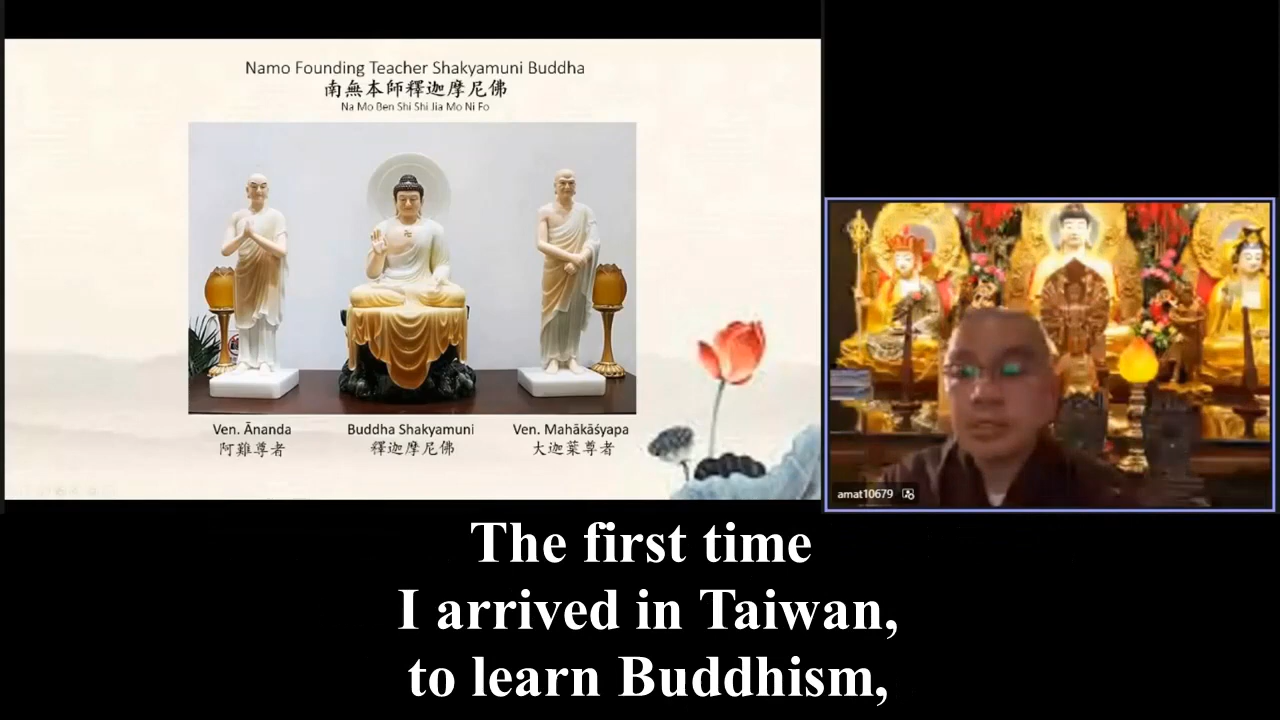 Namo Founding Teacher Shakyamuni Buddha
南無本師釋迦摩尼佛
Na Mo Ben Shi Shi Jia Mo Ni Fo
Ven. Ānanda
阿難尊者
Buddha Shakyamuni
釋迦摩尼佛
Ven. Mahākāśyapa
大迦葉尊者
amat10679
The first time
I arrived in Taiwan,
to learn Buddhism,